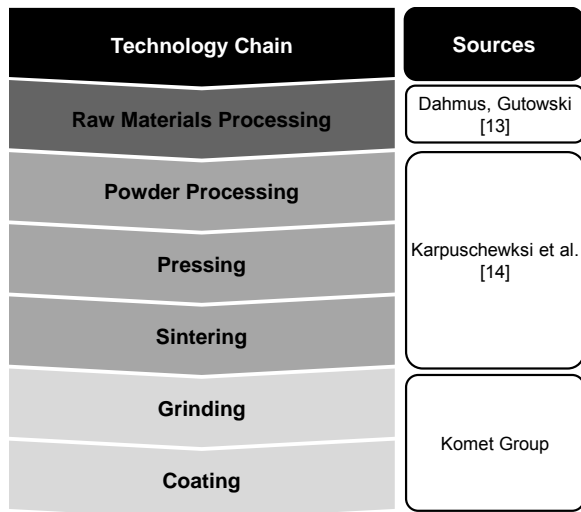 Technology Chain
Sources
Raw Materials Processing
Dahmus, Gutowski
[13]
Powder Processing
Pressing
Karpuschewksi et al.
[14]
Sintering
Grinding
Komet Group
Coating